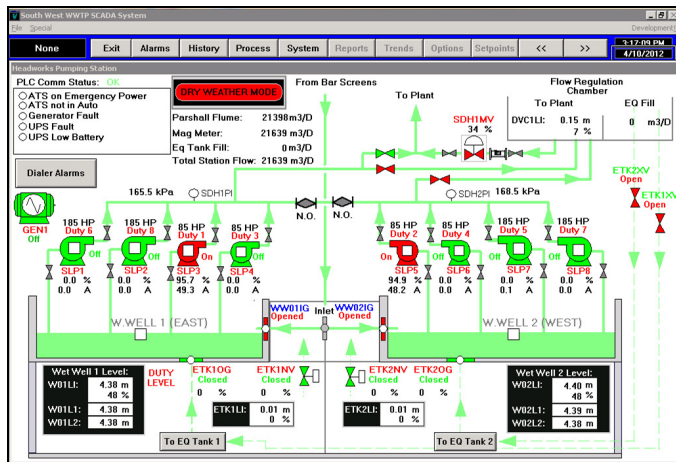 South West WWTP SCADA System
File Special Development
None Exit Alarms History Process System Reports Trends Options Setpoints << >> 3:17:09 PM
4/10/2012
Headworks Pumping Station
PLC Comm Status: OK
ATS on Emergency Power
ATS not in Auto
Generator Fault
UPS Fault
UPS Low Battery
Dialer Alarms
DRY WEATHER MODE
Parshall Flume: 21398 m3/D
Mag Meter: 21639 m3/D
Eq Tank Fill: 0 m3/D
Total Station Flow: 21639 m3/D
From Bar Screens
To Plant
SDH1MV
34 %
Flow Regulation
Chamber
To Plant EQ Fill
DVC1LI: 0.15 m 0 m3/D
7 %
ETK2XV
Open
ETK1XV
Open
GEN1
Off
165.5 kPa SDH1PI
N.O. N.O.
SDH2PI 168.5 kPa
185 HP
Duty 6
Off
SLP1
0.0 %
0.0 A
185 HP
Duty 8
Off
SLP2
0.0 %
0.0 A
85 HP
Duty 1
On
SLP3
95.7 %
49.3 A
85 HP
Duty 3
Off
SLP4
0.0 %
0.0 A
85 HP
Duty 2
On
SLP5
94.9 %
48.2 A
85 HP
Duty 4
Off
SLP6
0.0 %
0.0 A
185 HP
Duty 5
Off
SLP7
0.0 %
0.1 A
185 HP
Duty 7
Off
SLP8
0.0 %
0.0 A
WW01IG Inlet WW02IG
Opened Opened
W.WELL 1 (EAST)
W.WELL 2 (WEST)
Wet Well 1 Level:
W01LI: 4.38 m
48 %
W01L1: 4.38 m
W01L2: 4.38 m
DUTY
LEVEL
ETK1OG
Closed
0 %
ETK1NV
Closed
0 %
ETK1LI: 0.01 m
0 %
ETK2NV
Closed
0 %
ETK2OG
Closed
0 %
ETK2LI: 0.01 m
0 %
Wet Well 2 Level:
W02LI: 4.40 m
48 %
W02L1: 4.39 m
W02L2: 4.38 m
To EQ Tank 1
To EQ Tank 2